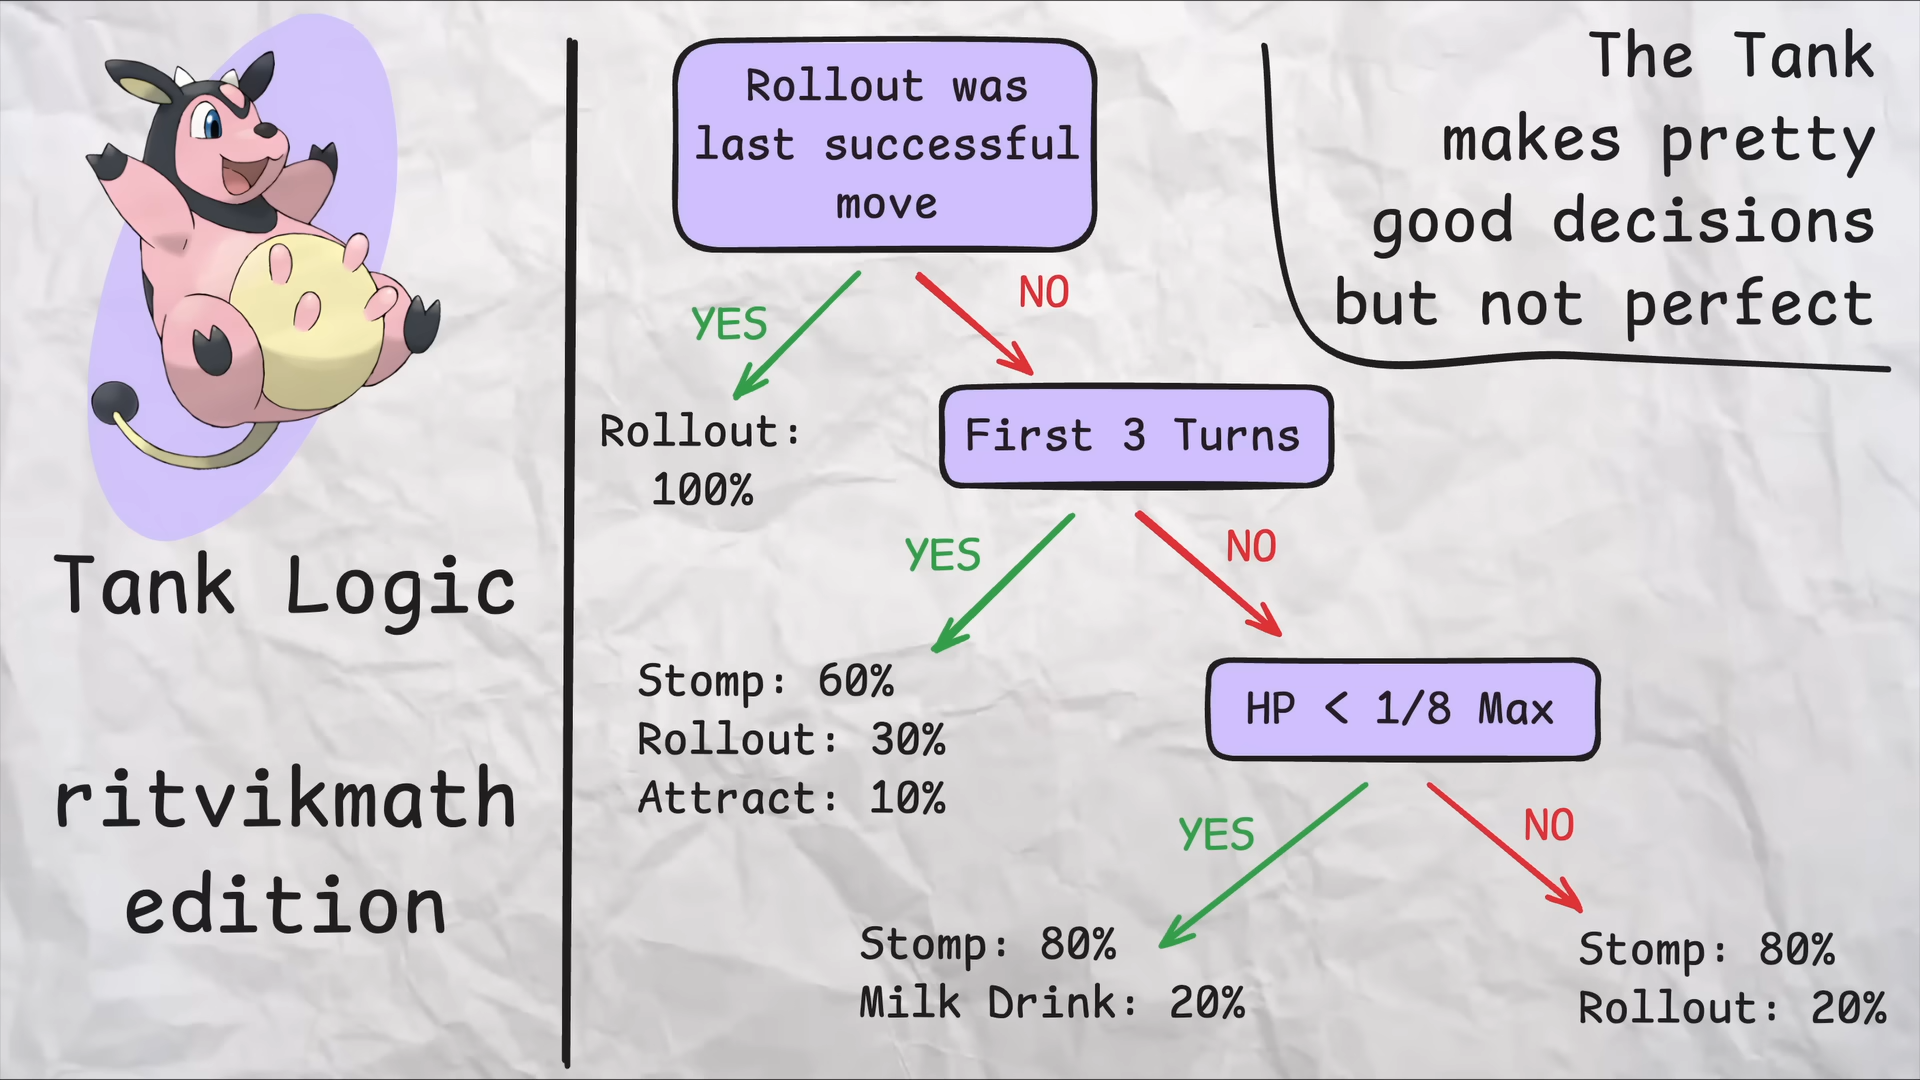 Tank Logic
ritvikmath
edition
Rollout was
last successful
move
YES
NO
Rollout:
100%
First 3 Turns
YES
NO
Stomp: 60%
Rollout: 30%
Attract: 10%
HP < 1/8 Max
YES
NO
Stomp: 80%
Milk Drink: 20%
Stomp: 80%
Rollout: 20%
The Tank
makes pretty
good decisions
but not perfect